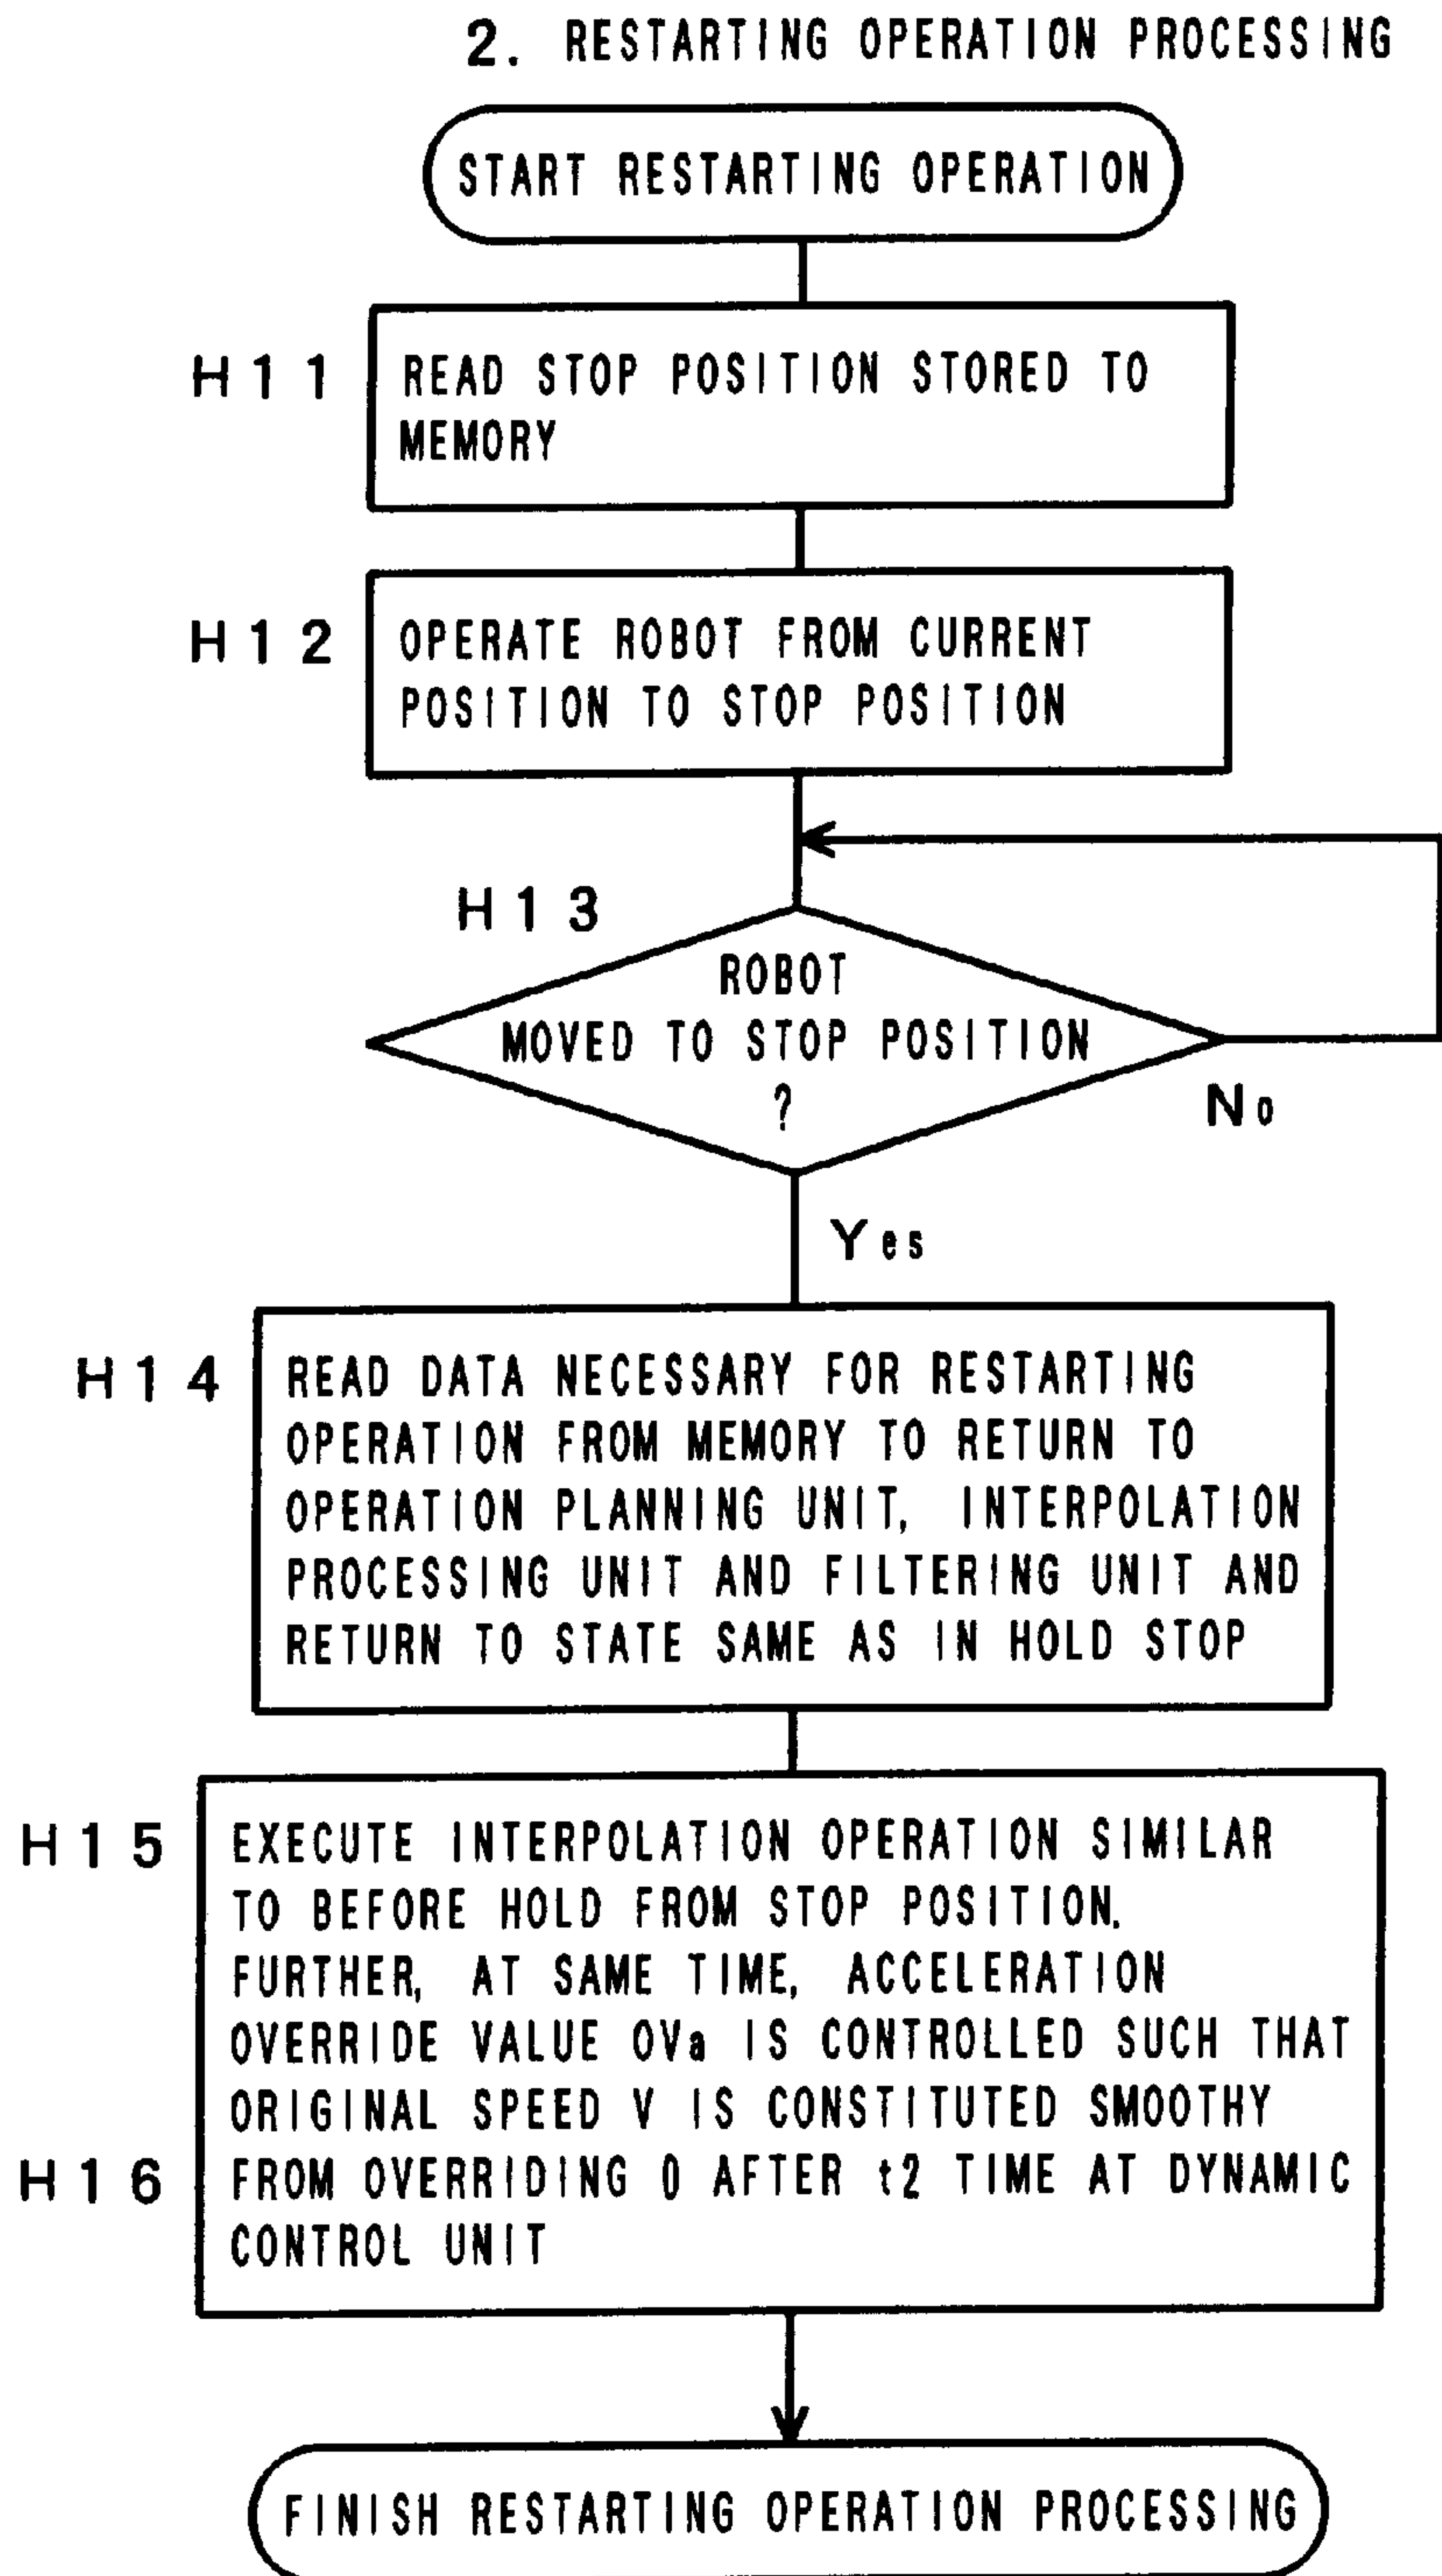 2. RESTARTING OPERATION PROCESSING
START RESTARTING OPERATION
H11
READ STOP POSITION STORED TO
MEMORY
H12
OPERATE ROBOT FROM CURRENT
POSITION TO STOP POSITION
H13
ROBOT
MOVED TO STOP POSITION
?
No
Yes
H14
READ DATA NECESSARY FOR RESTARTING
OPERATION FROM MEMORY TO RETURN TO
OPERATION PLANNING UNIT, INTERPOLATION
PROCESSING UNIT AND FILTERING UNIT AND
RETURN TO STATE SAME AS IN HOLD STOP
H15
EXECUTE INTERPOLATION OPERATION SIMILAR
TO BEFORE HOLD FROM STOP POSITION.
FURTHER, AT SAME TIME, ACCELERATION
OVERRIDE VALUE OVa IS CONTROLLED SUCH THAT
ORIGINAL SPEED V IS CONSTITUTED SMOOTHY
H16
FROM OVERRIDING 0 AFTER t2 TIME AT DYNAMIC
CONTROL UNIT
FINISH RESTARTING OPERATION PROCESSING